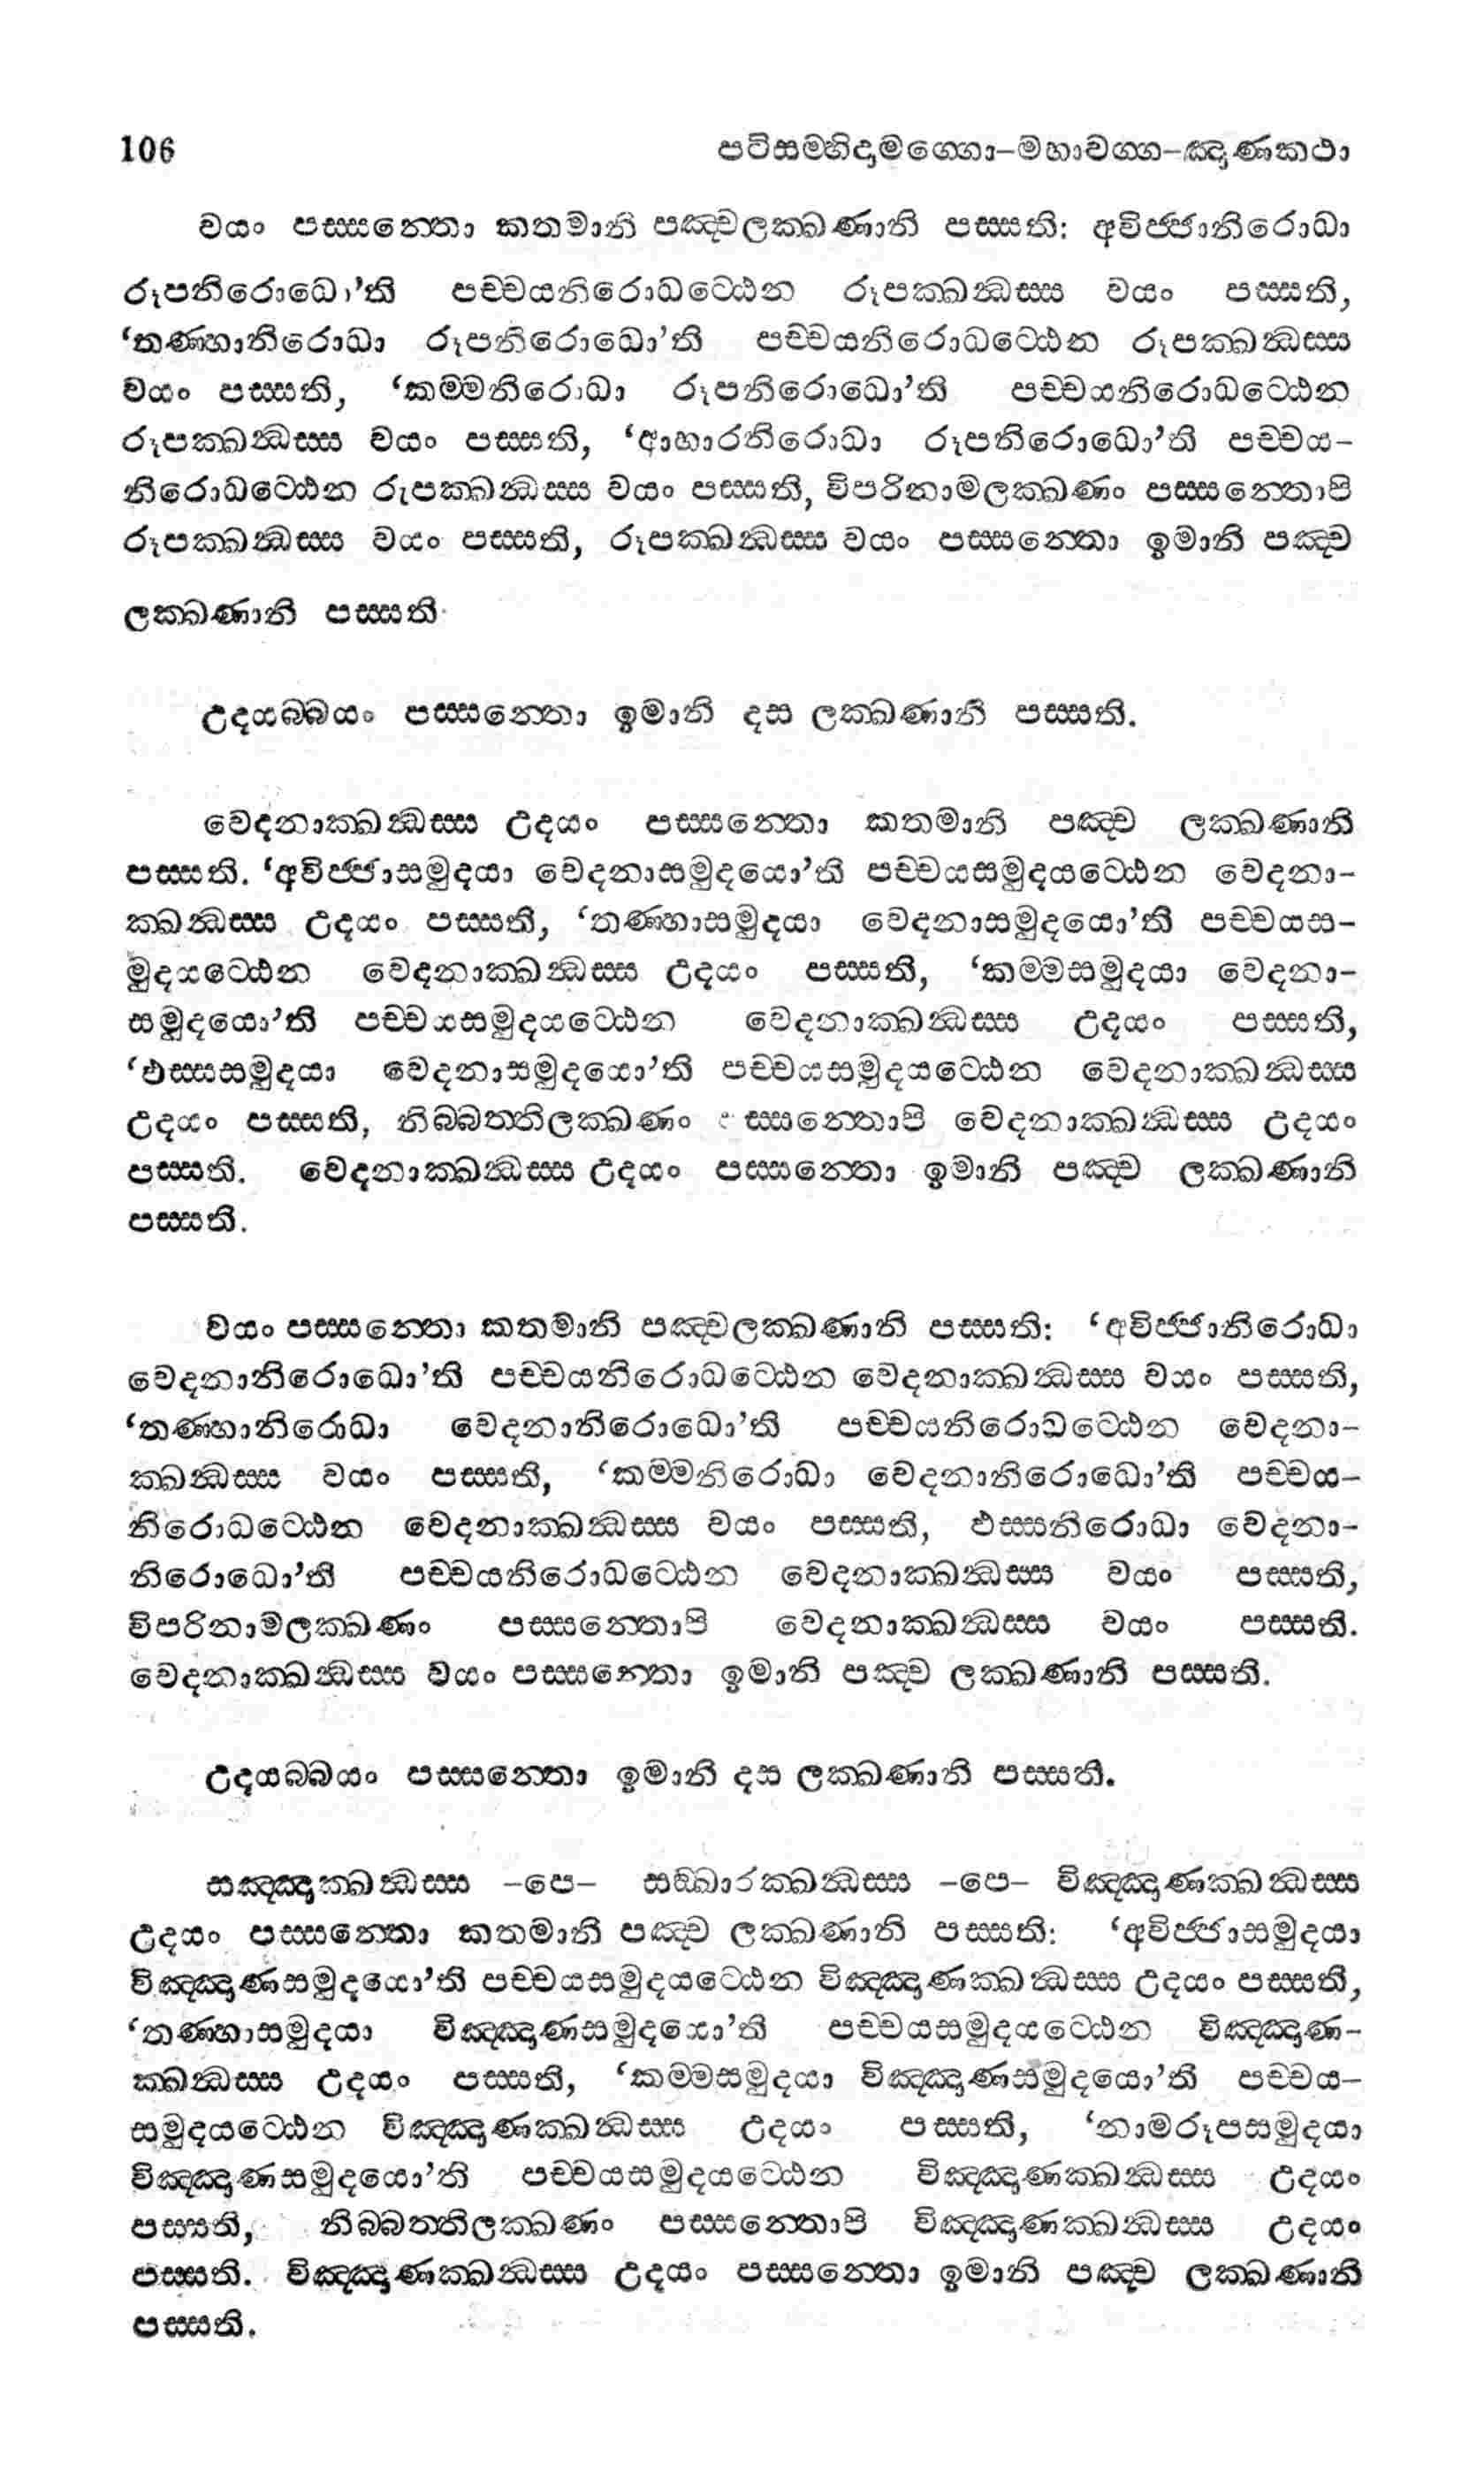 106 පටිසම්භිදාමග්ගො–මහාවග්ග–ඤාණකථා
වයං පස්සන්තො කතමානි පඤ්චලක්ඛණානි පස්සති: අවිජ්ජානිරොධා
රූපනිරොධො’ති පච්චයනිරොධට්ඨෙන රූපක්ඛන්ධස්ස වයං පස්සති,
‘තණ්හානිරොධා රූපනිරොධො’ති පච්චයනිරොධට්ඨෙන රූපක්ඛන්ධස්ස
වයං පස්සති, ‘කම්මනිරොධා රූපනිරොධො’ති පච්චයනිරොධට්ඨෙන
රූපක්ඛන්ධස්ස වයං පස්සති, ‘ආහාරනිරොධා රූපනිරොධො’ති පච්චය–
නිරොධට්ඨෙන රුපක්ඛන්ධස්ස වයං පස්සති, විපරිනාමලක්ඛණං පස්සන්තොපි
රූපක්ඛන්ධස්ස වයං පස්සති, රූපක්ඛන්ධස්ස වයං පස්සන්තො ඉමානි පඤ්ච
ලක්ඛණානි පස්සති
උදයබ්බයං පස්සන්තො ඉමානි දස ලක්ඛණානි පස්සති.
වෙදනාක්ඛන්ධස්ස උදයං පස්සන්තො කතමානි පඤ්ච ලක්ඛණානි
පස්සති. ‘අවිජ්ජාසමුදයා වෙදනාසමුදයො’ති පච්චයසමුදයට්ඨෙන වෙදනා–
ක්ඛන්ධස්ස උදයං පස්සති, ‘තණ්හාසමුදයා වෙදනාසමුදයො’ති පච්චයස–
මුදයට්ඨෙන වෙදනාක්ඛන්ධස්ස උදයං පස්සති, ‘කම්මසමුදයා වෙදනා–
සමුදයො’ති පච්චයසමුදයට්ඨෙන වෙදනාක්ඛන්ධස්ස උදයං පස්සති,
‘ඵස්සසමුදයා වෙදනාසමුදයො’ති පච්චයසමුදයට්ඨෙන වෙදනාක්ඛන්ධස්ස
උදයං පස්සති, නිබ්බත්තිලක්ඛණං ස්සන්තොපි වෙදනාක්ඛන්ධස්ස උදයං
පස්සති. වෙදනාක්ඛන්ධස්ස උදයං පස්සන්තො ඉමානි පඤ්ච ලක්ඛණානි
පස්සති.
වයං පස්සන්තො කතමානි පඤ්චලක්ඛණානි පස්සති: ‘අවිජ්ජානිරොධා
වෙදනානිරොධො’ති පච්චයනිරොධට්ඨෙන වෙදනාක්ඛන්ධස්ස වයං පස්සති,
‘තණ්හානිරොධා වෙදනානිරොධො’ති පච්චයනිරොධට්ඨෙන වෙදනා–
ක්ඛන්ධස්ස වයං පස්සති, ‘කම්මනිරොධා වෙදනානිරොධො’ති පච්චය–
නිරොධට්ඨෙන වෙදනාක්ඛන්ධස්ස වයං පස්සති, ඵස්සනිරොධා වෙදනා–
නිරොධො’ති පච්චයනිරොධට්ඨෙන වෙදනාක්ඛන්ධස්ස වයං පස්සති,
විපරිනාමලක්ඛණං පස්සන්තොපි වෙදනාක්ඛන්ධස්ස වයං පස්සති.
වෙදනාක්ඛන්ධස්ස වයං පස්සන්තො ඉමානි පඤ්ච ලක්ඛණානි පස්සති.
උදයබ්බයං පස්සන්තො ඉමානි දස ලක්ඛණානි පස්සති.
සඤ්ඤාක්ඛන්ධස්ස –පෙ– සඞ්ඛාරක්ඛන්ධස්ස –පෙ– විඤ්ඤාණක්ඛන්ධස්ස
උදයං පස්සන්තො කතමානි පඤ්ච ලක්ඛණානි පස්සති: ‘අවිජ්ජාසමුදයා
විඤ්ඤාණසමුදයො’ති පච්චයසමුදයට්ඨෙන විඤ්ඤාණක්ඛන්ධස්ස උදයං පස්සති,
‘තණ්හාසමුදයා විඤ්ඤාණසමුදයො’ති පච්චයසමුදයට්ඨෙන විඤ්ඤාණ–
ක්ඛන්ධස්ස උදයං පස්සති, ‘කම්මසමුදයා විඤ්ඤාණසමුදයො’ති පච්චය–
සමුදයට්ඨෙන විඤ්ඤාණක්ඛන්ධස්ස උදයං පස්සති, ‘නාමරූපසමුදයා
විඤ්ඤාණසමුදයො’ති පච්චයසමුදයට්ඨෙන විඤ්ඤාණක්ඛන්ධස්ස උදයං
පස්සති, නිබ්බත්තිලක්ඛණං පස්සන්තොපි විඤ්ඤාණක්ඛන්ධස්ස උදයං
පස්සති. විඤ්ඤාණක්ඛන්ධස්ස උදයං පස්සන්තො ඉමානි පඤ්ච ලක්ඛණානි
පස්සති.